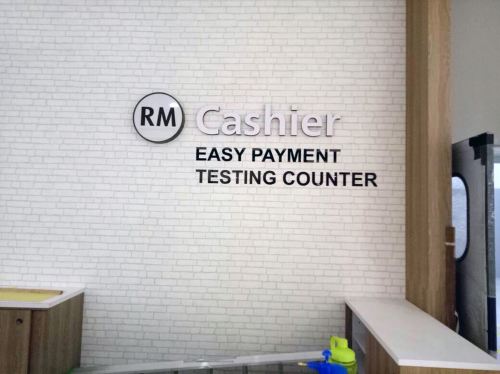 RM Cashier
EASY PAYMENT
TESTING COUNTER